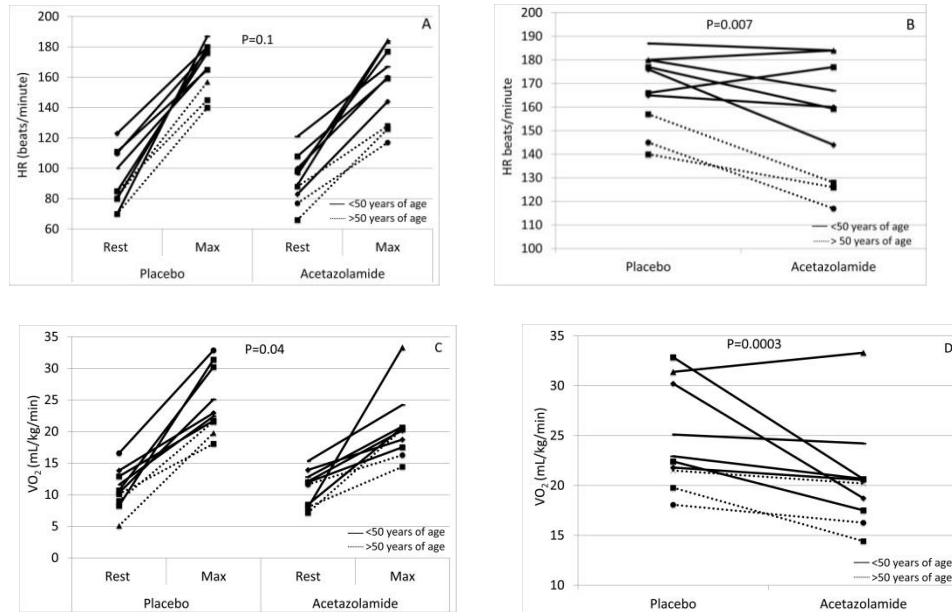 A
P=0.1
HR (beats/minute)
200
180
160
140
120
100
80
60
<50 years of age
>50 years of age
Rest
Max
Rest
Max
Placebo
Acetazolamide
B
P=0.007
HR beats/minute
200
190
180
170
160
150
140
130
120
110
100
<50 years of age
> 50 years of age
Placebo
Acetazolamide
C
P=0.04
VO₂ (mL/kg/min)
35
30
25
20
15
10
5
0
<50 years of age
>50 years of age
Rest
Max
Rest
Max
Placebo
Acetazolamide
D
P=0.0003
VO₂ (mL/kg/min)
35
30
25
20
15
10
<50 years of age
>50 years of age
Placebo
Acetazolamide